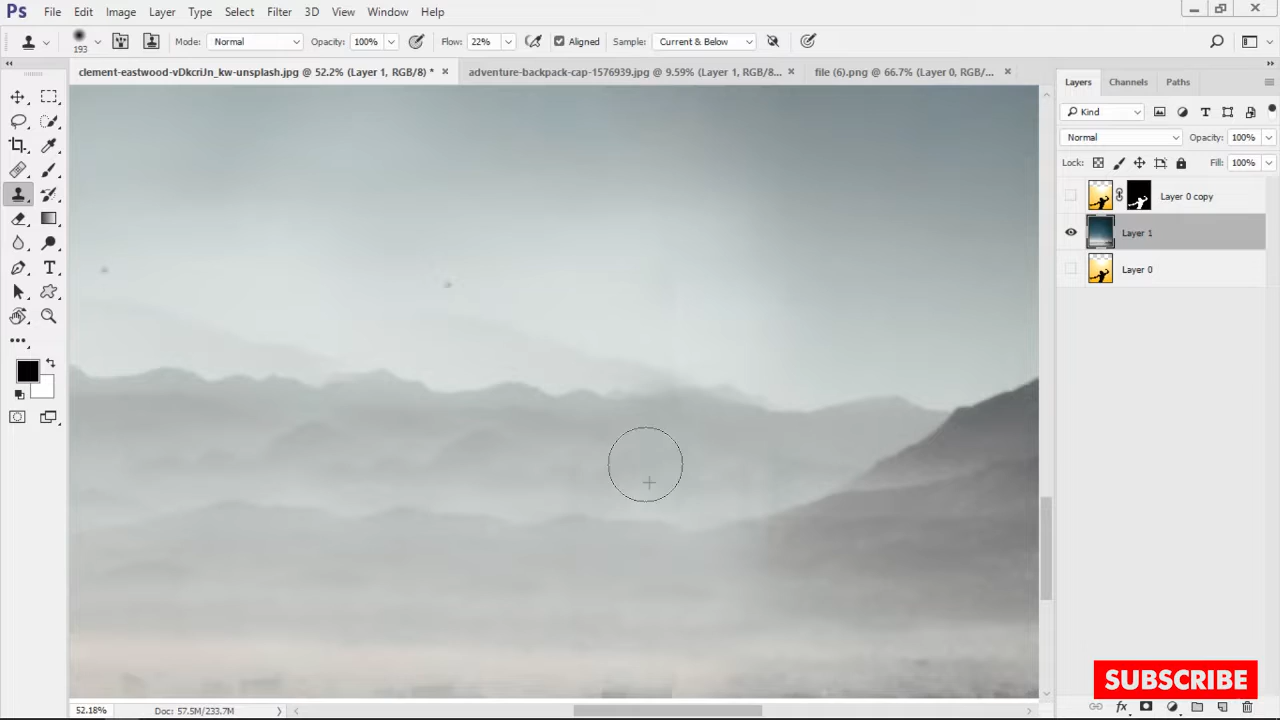 Ps File Edit Image Layer Type Select Filter 3D View Window Help
193 Mode: Normal Opacity: 100% Flow: 22% Aligned Sample: Current & Below
clement-eastwood-vDkcriJn_kw-unsplash.jpg @ 52.2% (Layer 1, RGB/8) * × adventure-backpack-cap-1576939.jpg @ 9.59% (Layer 1, RGB/8... × file (6).png @ 66.7% (Layer 0, RGB/... ×
Layers Channels Paths
Kind
Normal Opacity: 100%
Lock: Fill: 100%
Layer 0 copy
Layer 1
Layer 0
SUBSCRIBE
52.18% Doc: 57.5M/233.7M